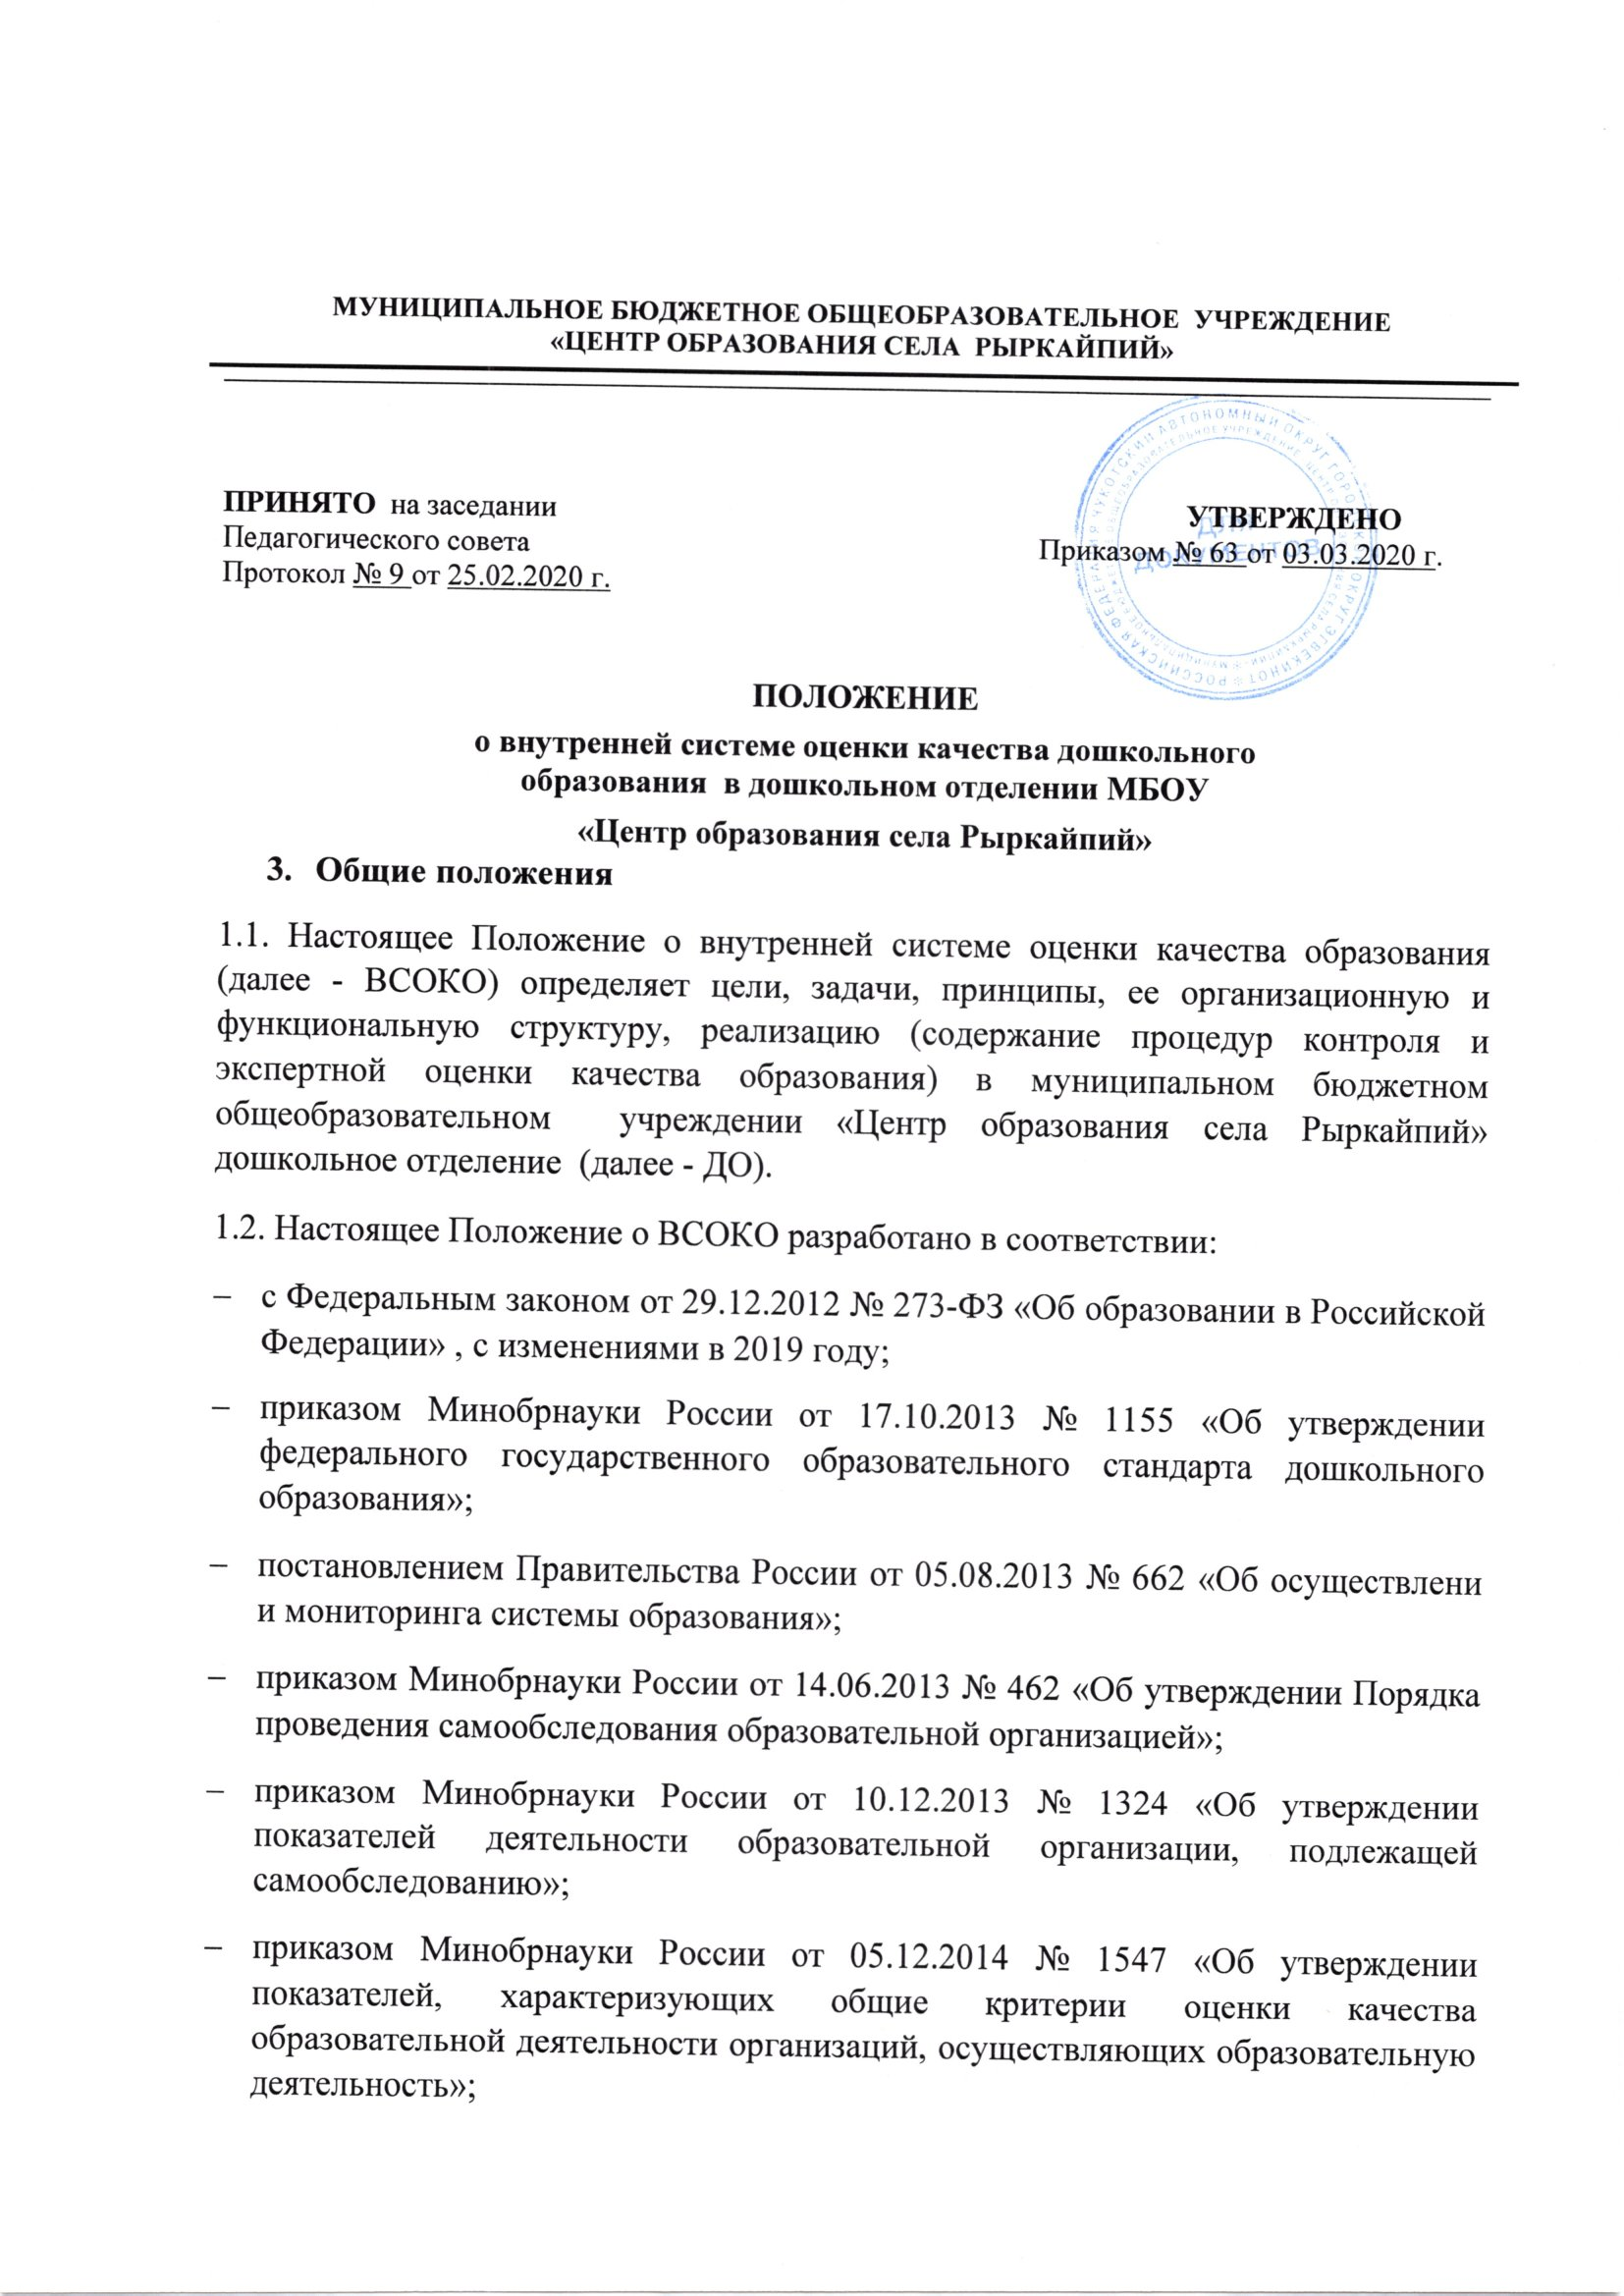 МУНИЦИПАЛЬНОЕ БЮДЖЕТНОЕ ОБЩЕОБРАЗОВАТЕЛЬНОЕ УЧРЕЖДЕНИЕ
«ЦЕНТР ОБРАЗОВАНИЯ СЕЛА РЫРКАЙПИЙ»
ПРИНЯТО на заседании
Педагогического совета
Протокол № 9 от 25.02.2020 г.
УТВЕРЖДЕНО
Приказом № 63 от 03.03.2020 г.
ДЛЯ
ДОКУМЕНТОВ
РОССИЙСКАЯ ФЕДЕРАЦИЯ ЧУКОТСКИЙ АВТОНОМНЫЙ ОКРУГ ГОРОДСКОЙ ОКРУГ ЭГВЕКИНОТ
ПОЛОЖЕНИЕ
о внутренней системе оценки качества дошкольного
образования в дошкольном отделении МБОУ
«Центр образования села Рыркайпий»
3. Общие положения
1.1. Настоящее Положение о внутренней системе оценки качества образования
(далее - ВСОКО) определяет цели, задачи, принципы, ее организационную и
функциональную структуру, реализацию (содержание процедур контроля и
экспертной оценки качества образования) в муниципальном бюджетном
общеобразовательном учреждении «Центр образования села Рыркайпий»
дошкольное отделение (далее - ДО).
1.2. Настоящее Положение о ВСОКО разработано в соответствии:
– с Федеральным законом от 29.12.2012 № 273-ФЗ «Об образовании в Российской
Федерации» , с изменениями в 2019 году;
– приказом Минобрнауки России от 17.10.2013 № 1155 «Об утверждении
федерального государственного образовательного стандарта дошкольного
образования»;
– постановлением Правительства России от 05.08.2013 № 662 «Об осуществлени
и мониторинга системы образования»;
– приказом Минобрнауки России от 14.06.2013 № 462 «Об утверждении Порядка
проведения самообследования образовательной организацией»;
– приказом Минобрнауки России от 10.12.2013 № 1324 «Об утверждении
показателей деятельности образовательной организации, подлежащей
самообследованию»;
– приказом Минобрнауки России от 05.12.2014 № 1547 «Об утверждении
показателей, характеризующих общие критерии оценки качества
образовательной деятельности организаций, осуществляющих образовательную
деятельность»;